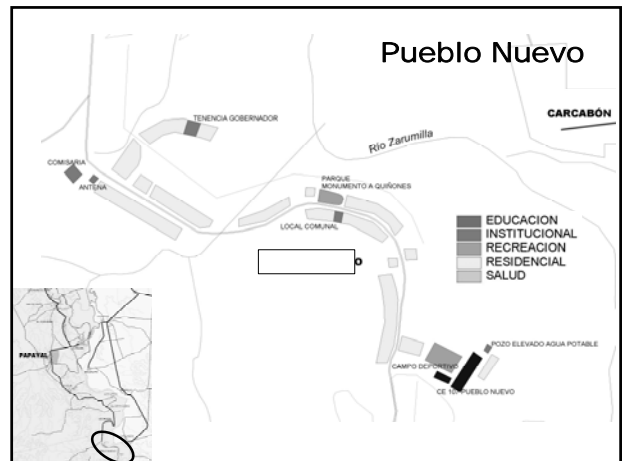 Pueblo Nuevo
CARCABÓN
TENENCIA GOBERNADOR
Río Zarumilla
COMISARIA
ANTENA
PARQUE
MONUMENTO A QUIÑONES
LOCAL COMUNAL
EDUCACION
INSTITUCIONAL
RECREACION
RESIDENCIAL
SALUD
o
PAPAYAL
POZO ELEVADO AGUA POTABLE
CAMPO DEPORTIVO
PUEBLO NUEVO